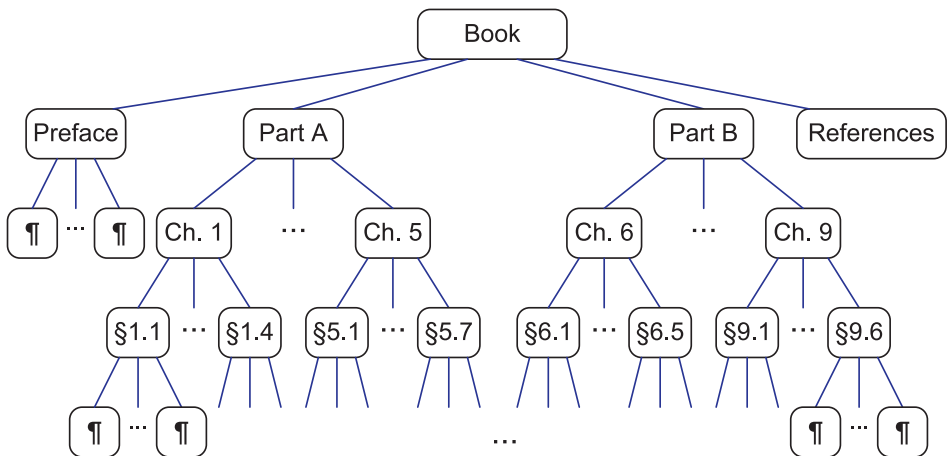 Book
Preface Part A Part B References
¶ ... ¶ Ch. 1 ... Ch. 5 Ch. 6 ... Ch. 9
§1.1 ... §1.4 §5.1 ... §5.7 §6.1 ... §6.5 §9.1 ... §9.6
¶ ... ¶ ... ¶ ... ¶